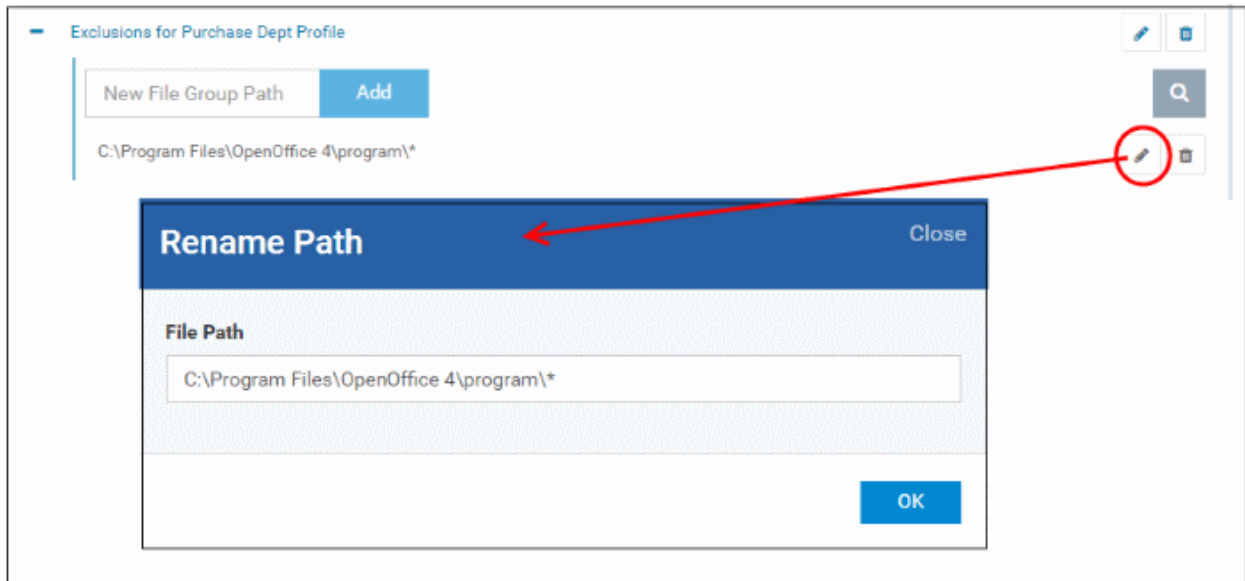 Exclusions for Purchase Dept Profile
New File Group Path
Add
C:\Program Files\OpenOffice 4\program\*
Rename Path
Close
File Path
C:\Program Files\OpenOffice 4\program\*
OK